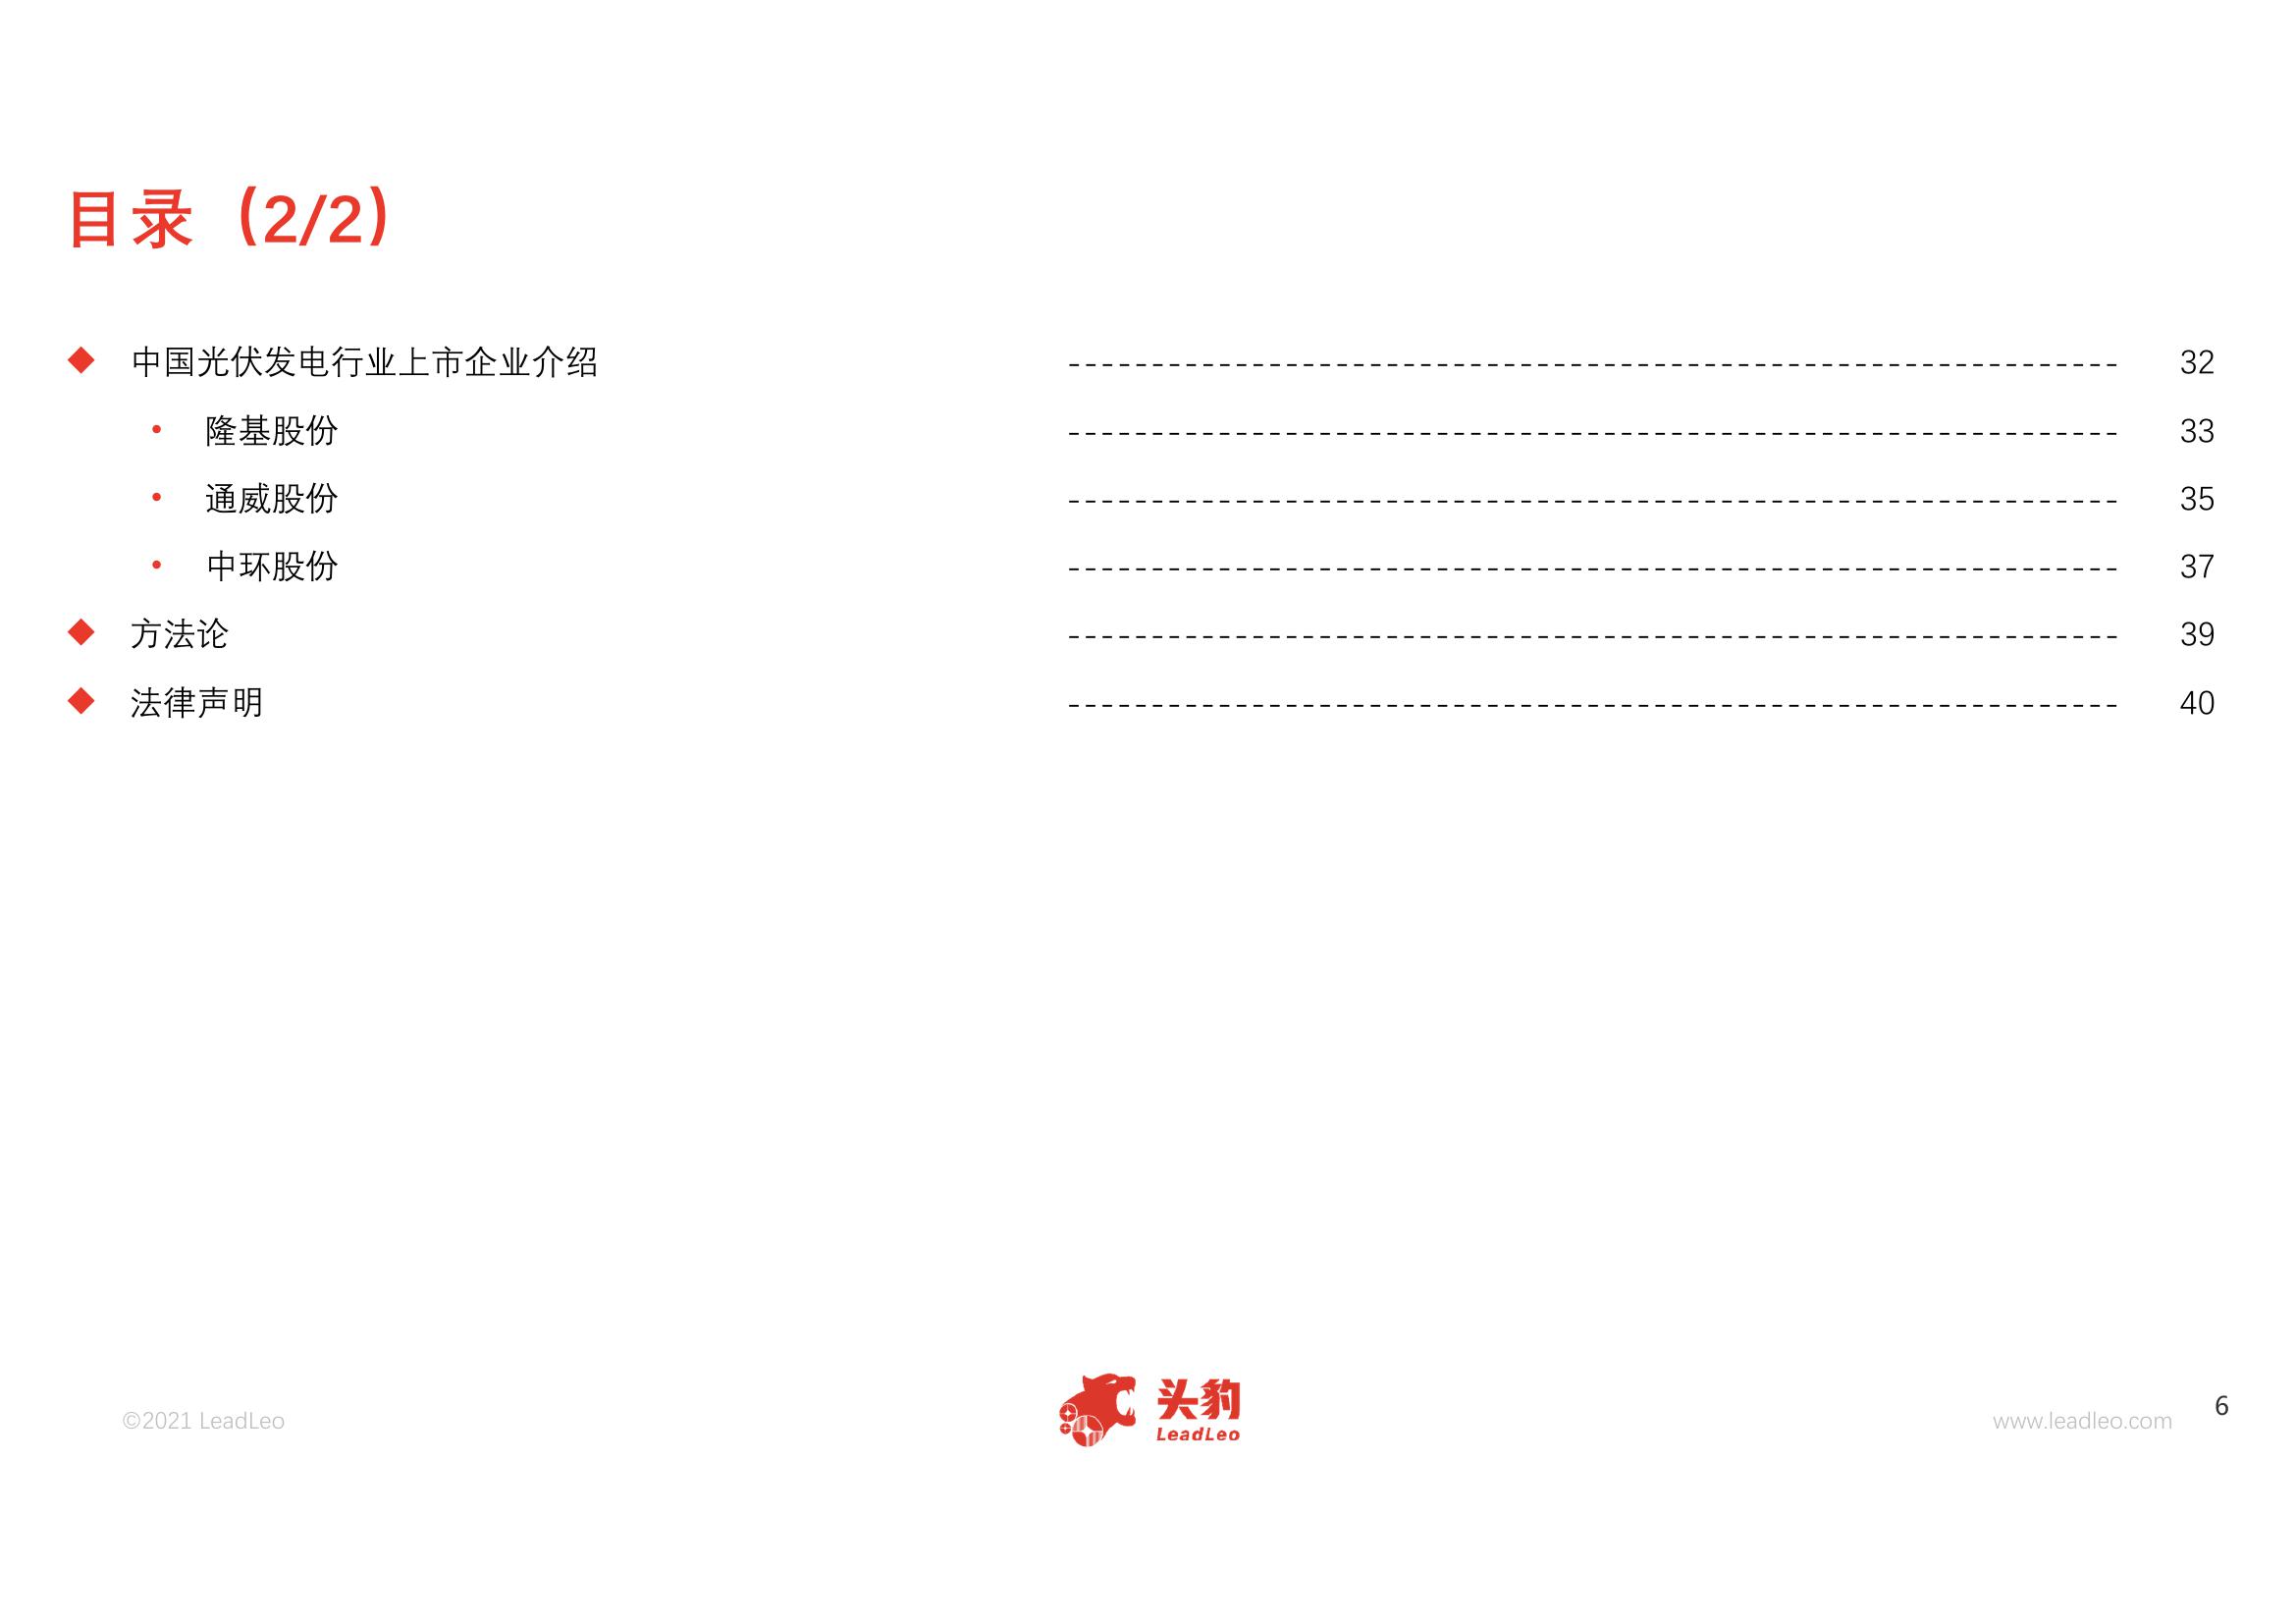 目录（2/2）
◆ 中国光伏发电行业上市企业介绍 ---------------------------------------------------------------- 32
• 隆基股份 ---------------------------------------------------------------- 33
• 通威股份 ---------------------------------------------------------------- 35
• 中环股份 ---------------------------------------------------------------- 37
◆ 方法论 ---------------------------------------------------------------- 39
◆ 法律声明 ---------------------------------------------------------------- 40
©2021 LeadLeo
头豹
LeadLeo
www.leadleo.com
6